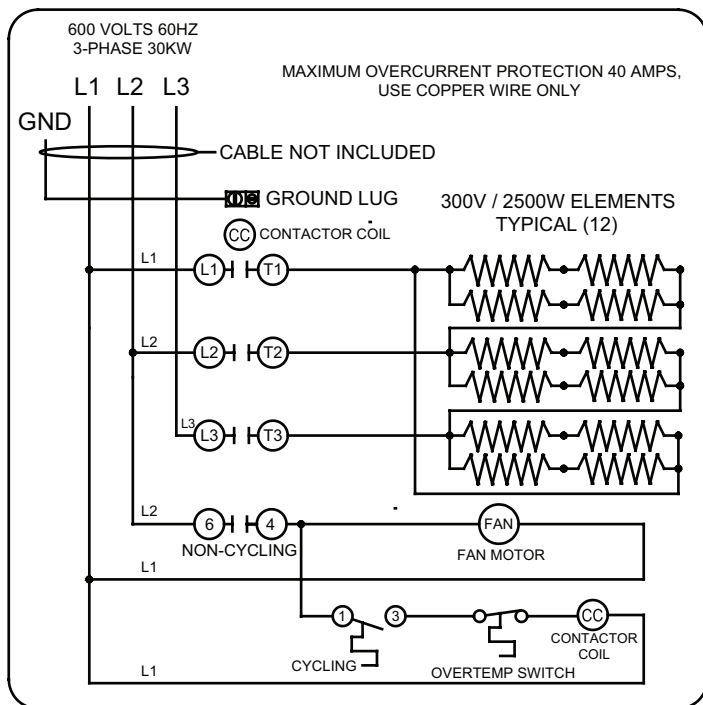 600 VOLTS 60HZ
3-PHASE 30KW
L1 L2 L3
MAXIMUM OVERCURRENT PROTECTION 40 AMPS,
USE COPPER WIRE ONLY
GND
CABLE NOT INCLUDED
GROUND LUG
300V / 2500W ELEMENTS
TYPICAL (12)
CC CONTACTOR COIL
L1
L1 T1
L2
L2 T2
L3
L3 T3
L2
6 4
FAN
NON-CYCLING
FAN MOTOR
L1
1 3
CC
CONTACTOR
COIL
CYCLING
OVERTEMP SWITCH
L1